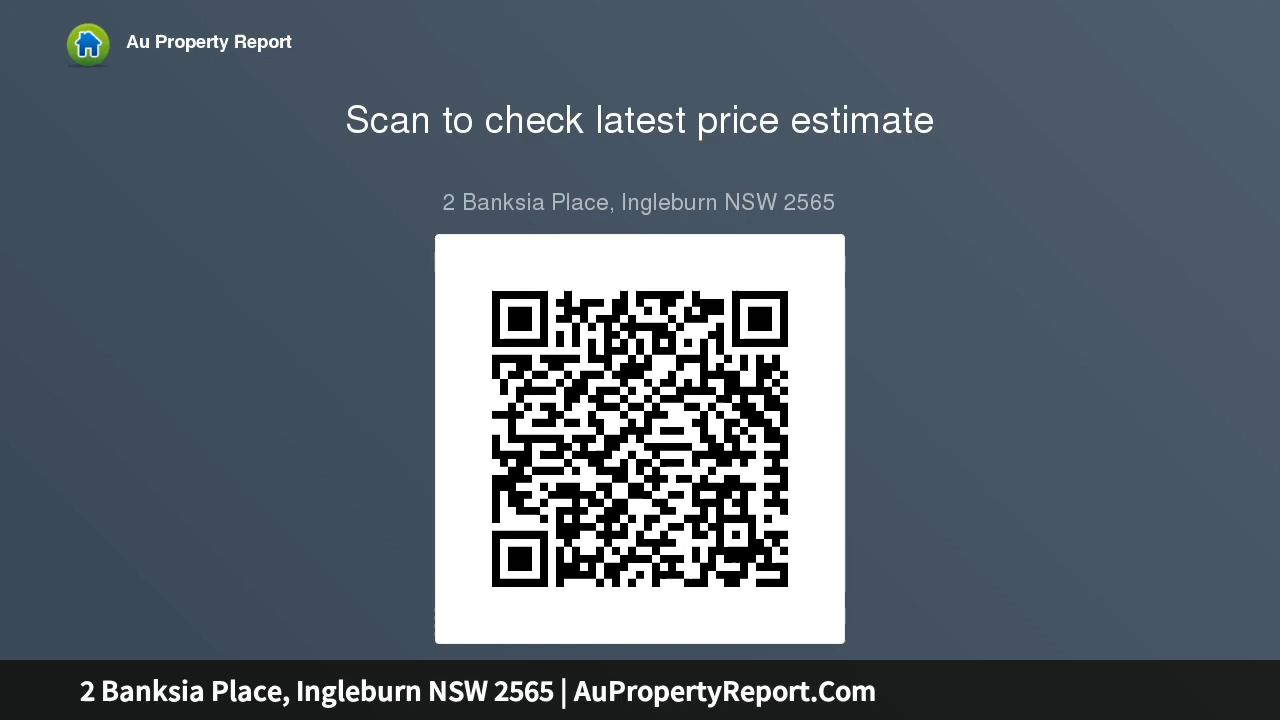 Au Property Report
Scan to check latest price estimate
2 Banksia Place, Ingleburn NSW 2565
2 Banksia Place, Ingleburn NSW 2565 | AuPropertyReport.Com